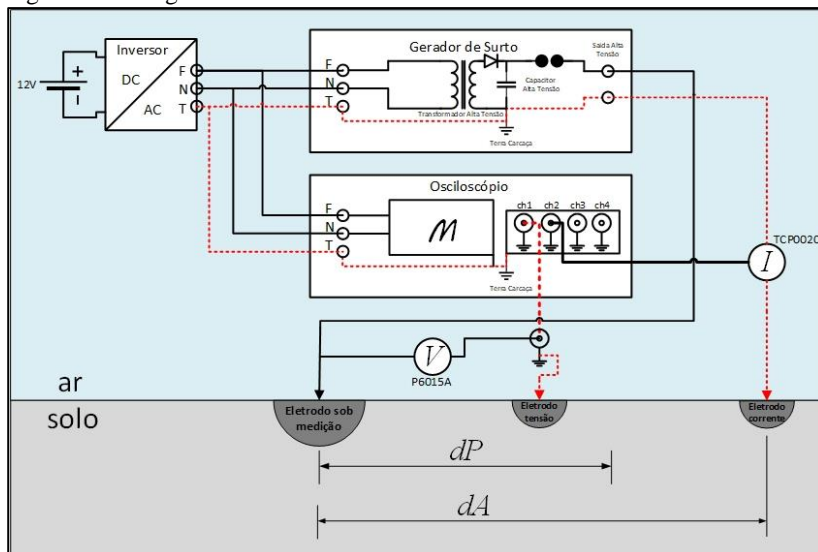 Inversor
DC
AC
12V
F
N
T
Gerador de Surto
F
N
T
Transformador Alta Tensão
Capacitor
Alta Tensão
Saída Alta
Tensão
Terra Carcaça
Osciloscópio
F
N
T
M
ch1 ch2 ch3 ch4
Terra Carcaça
TCP0020
I
V
P6015A
ar
solo
Eletrodo sob
medição
Eletrodo
tensão
Eletrodo
corrente
dP
dA